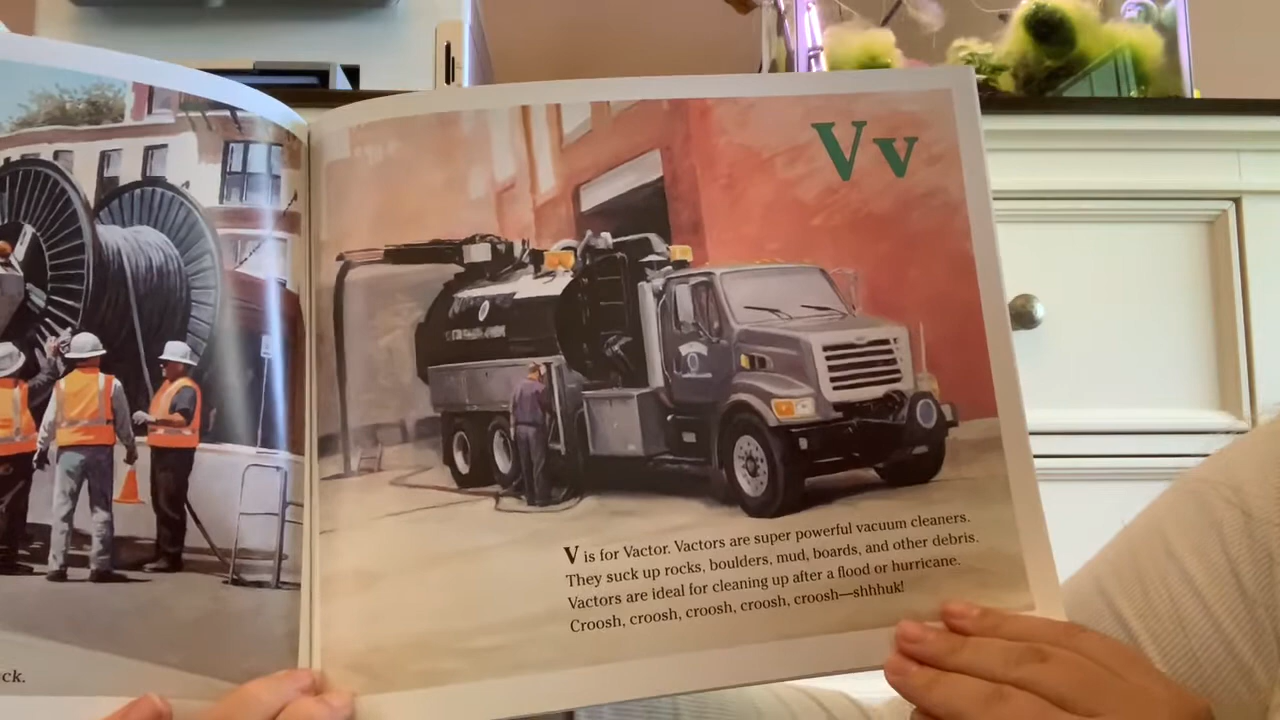 ck.
Vv
V is for Vactor. Vactors are super powerful vacuum cleaners.
They suck up rocks, boulders, mud, boards, and other debris.
Vactors are ideal for cleaning up after a flood or hurricane.
Croosh, croosh, croosh, croosh, croosh—shhhuk!